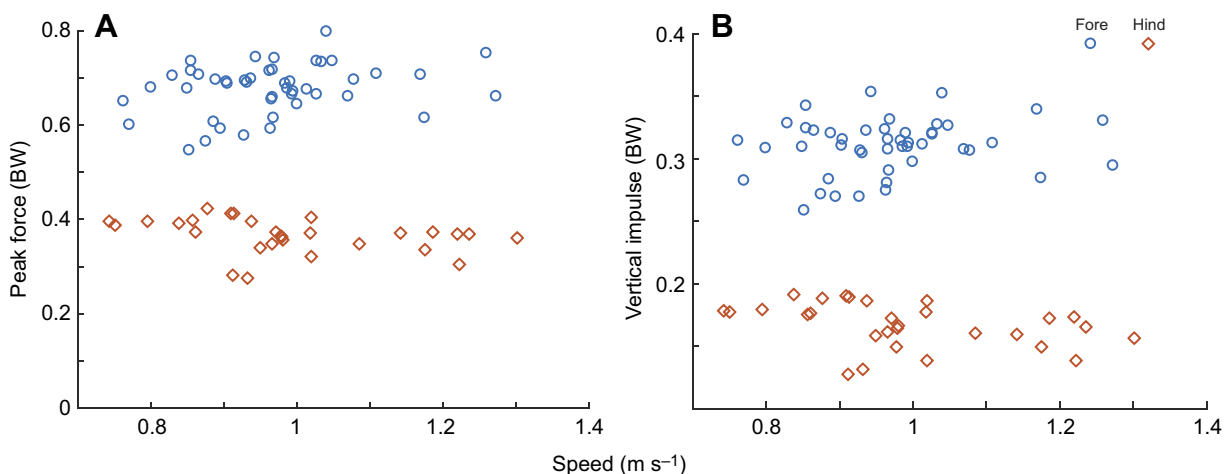 A
B
Fore Hind
0.8
0.6
0.4
0.2
0
Peak force (BW)
0.8 1 1.2 1.4
0.4
0.3
0.2
Vertical impulse (BW)
0.8 1 1.2 1.4
Speed (m s–1)